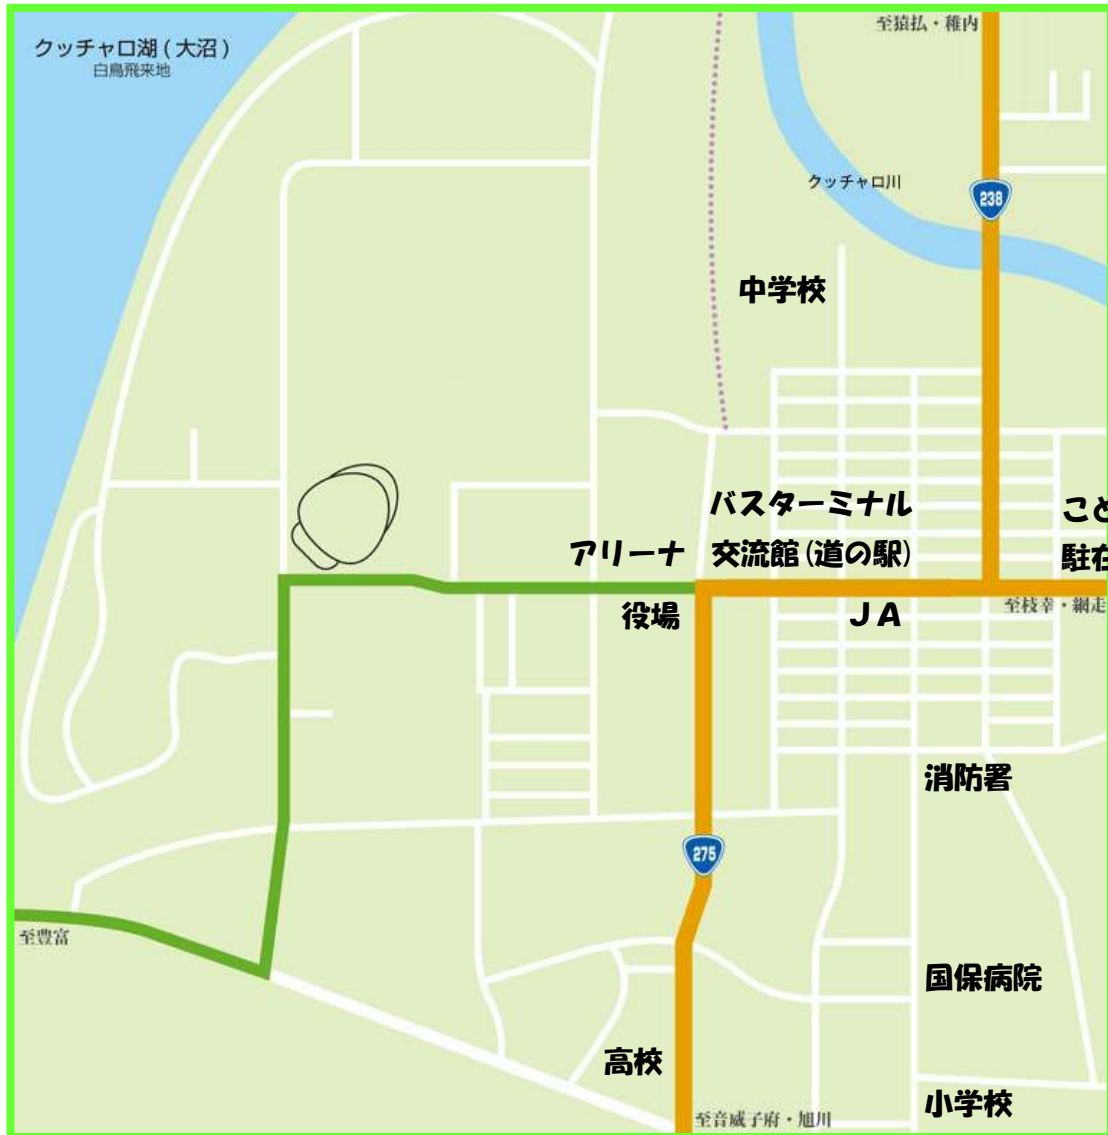 至猿払・稚内
クッチャロ湖(大沼)
白鳥飛来地
クッチャロ川
238
中学校
バスターミナル
こと
アリーナ
交流館(道の駅)
駐在
役場
JA
至枝幸・網走
消防署
275
至豊富
国保病院
高校
小学校
至音威子府・旭川